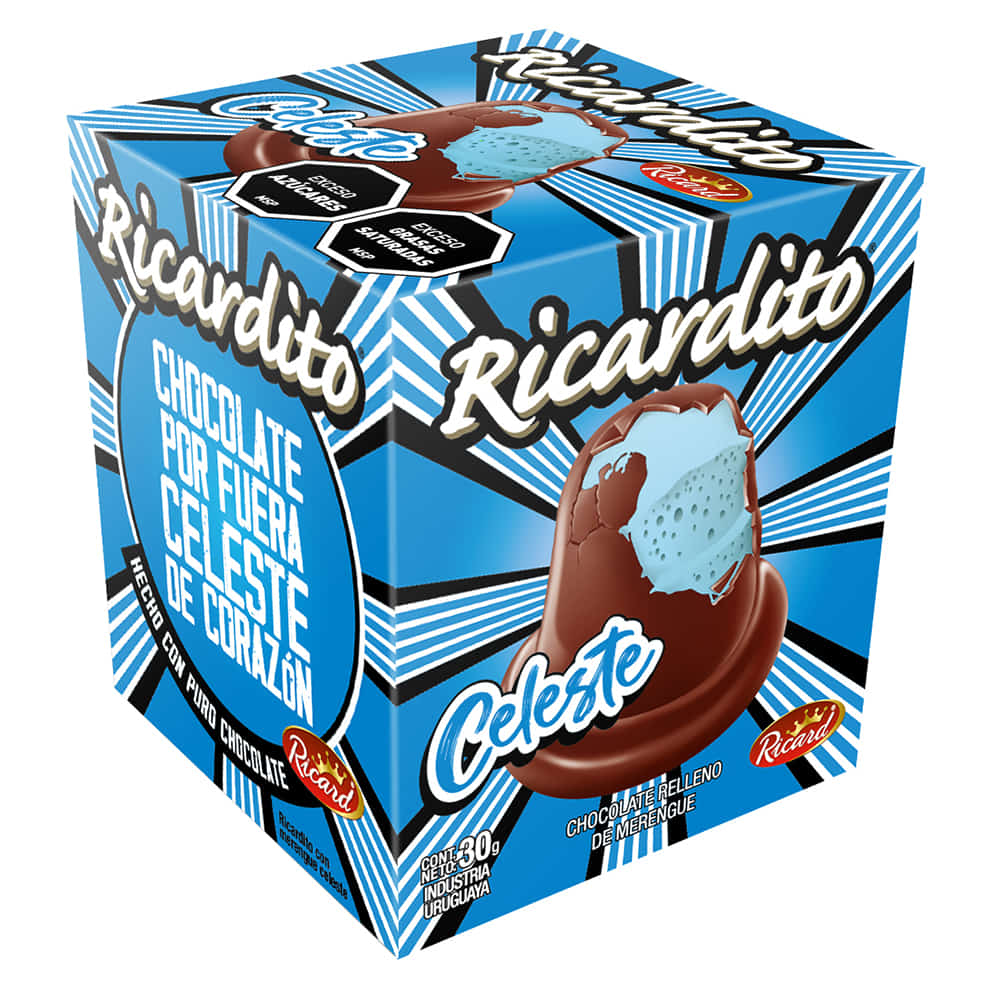 Ricardito
Celeste
Ricard
EXCESO
AZÚCARES
MSP
EXCESO
GRASAS
SATURADAS
MSP
Ricardito
CHOCOLATE
POR FUERA
CELESTE
DE CORAZÓN
HECHO CON PURO CHOCOLATE
Ricard
Ricardito con
merengue celeste
Ricardito®
Celeste
Ricard
CHOCOLATE RELLENO
DE MERENGUE
CONT. NETO: 30g
INDUSTRIA
URUGUAYA